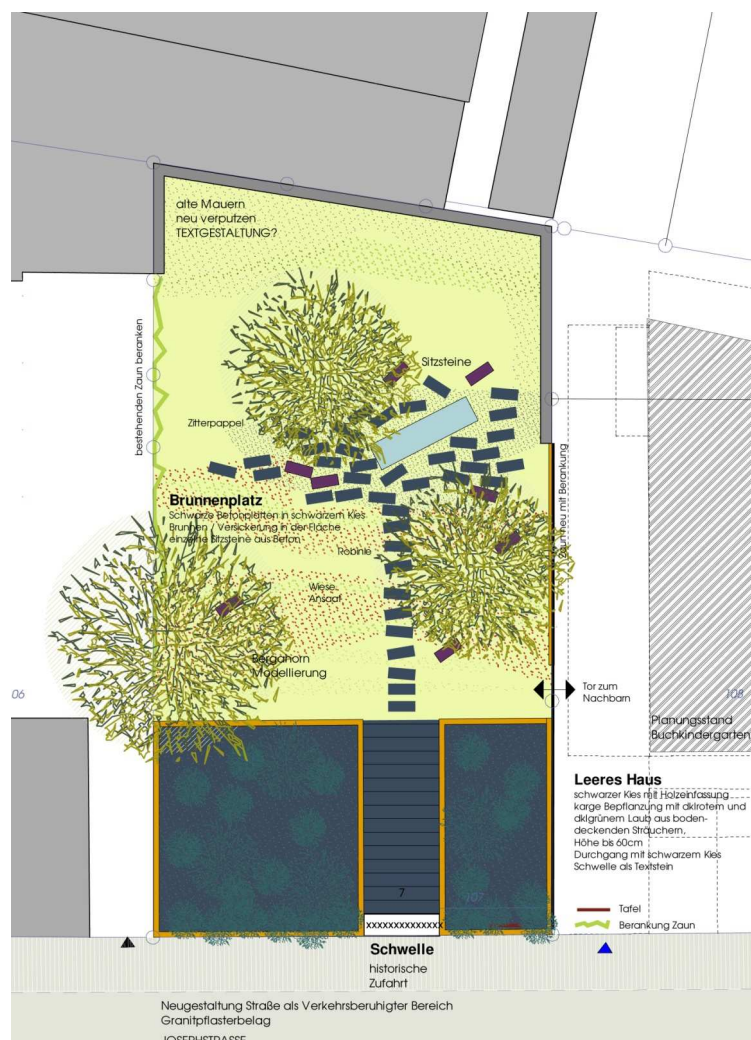 alte Mauern
neu verputzen
TEXTGESTALTUNG?
bestehenden Zaun beranken
Sitzsteine
Zitterpappel
Brunnenplatz
Schwarze Betonplatten in schwarzem Kies
Brunnen / Versickerung in der Fläche
einzelne Sitzsteine aus Beton
Robinie
Zaun neu mit Berankung
Wiese
Ansaat
Bergahorn
Modellierung
06
Tor zum
Nachbarn
108
Planungsstand
Buchkindergarten
Leeres Haus
schwarzer Kies mit Holzeinfassung
karge Bepflanzung mit dklrotem und
dklgrünem Laub aus boden-
deckenden Sträuchern,
Höhe bis 60cm
Durchgang mit schwarzem Kies
Schwelle als Textstein
7
107
Tafel
Berankung Zaun
XXXXXXXXXXXXXX
Schwelle
historische
Zufahrt
Neugestaltung Straße als Verkehrsberuhigter Bereich
Granitpflasterbelag
JOSEPHSTRASSE